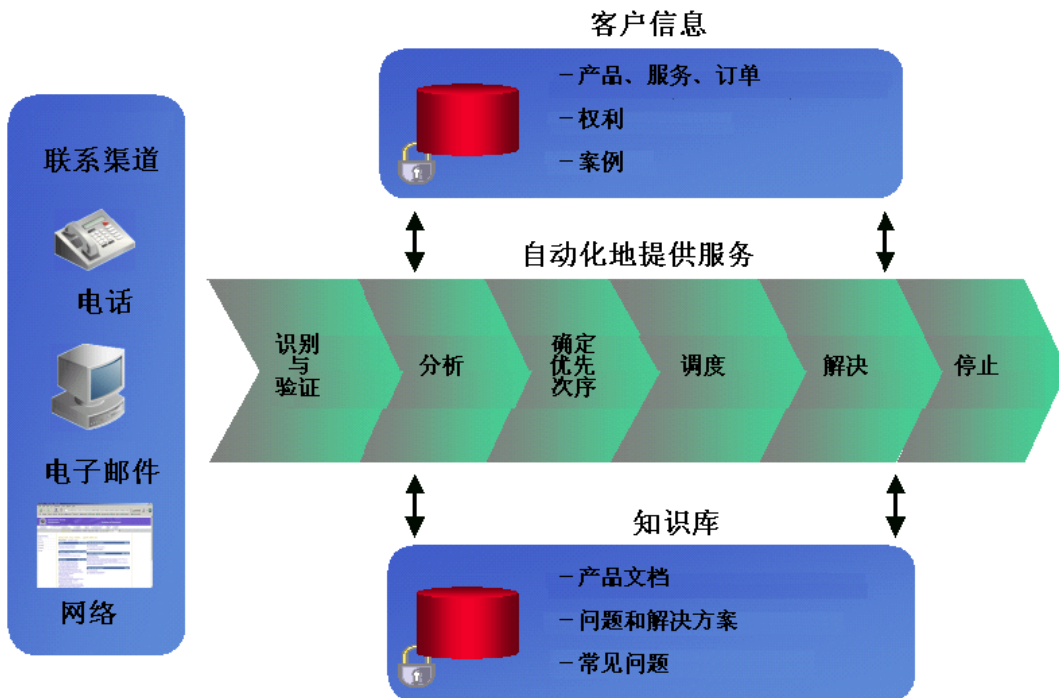 客户信息
－产品、服务、订单
－权利
－案例
联系渠道
电话
电子邮件
网络
自动化地提供服务
识别
与
验证
分析
确定
优先
次序
调度
解决
停止
知识库
－产品文档
－问题和解决方案
－常见问题